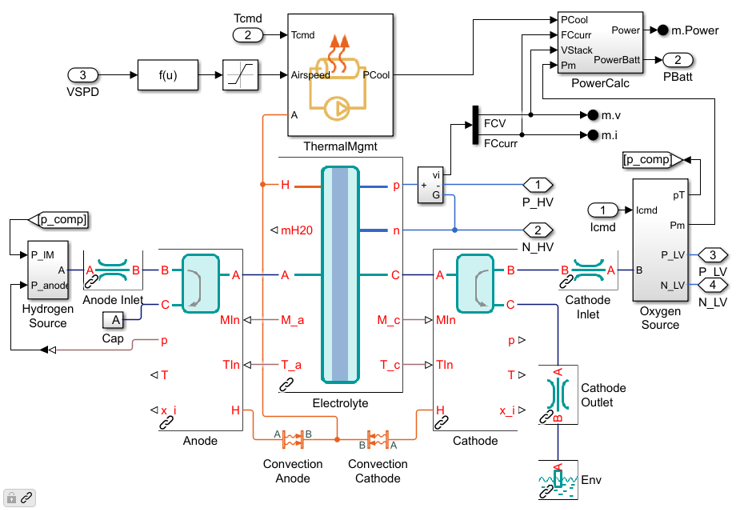 Tcmd
2
Tcmd
Airspeed
PCool
A
ThermalMgmt
3
VSPD
f(u)
PCool
FCcurr
VStack
Pm
Power
PowerBatt
PowerCalc
m.Power
2
PBatt
FCV
FCcurr
m.v
m.i
H
p
mH20
n
A
C
M_a
M_c
T_a
T_c
Electrolyte
vi
+
-
G
1
P_HV
2
N_HV
[p_comp]
1
Icmd
Icmd
pT
Pm
P_LV
N_LV
B
Oxygen
Source
3
P_LV
4
N_LV
[p_comp]
P_IM
A
P_anode
Hydrogen
Source
A
B
Anode Inlet
A
Cap
B
A
C
MIn
p
TIn
T
x_i
H
Anode
A
B
C
MIn
p
TIn
T
H
x_i
Cathode
B
A
Cathode
Inlet
A
B
Cathode
Outlet
A
Env
A
B
Convection
Anode
B
A
Convection
Cathode